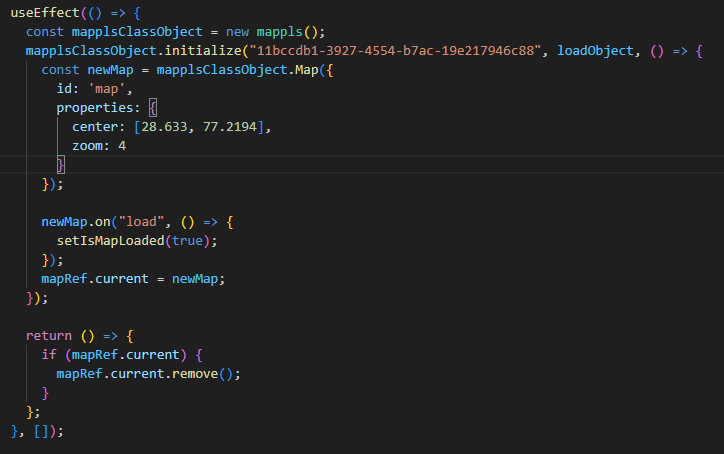 useEffect(() => {
  const mapplsClassObject = new mappls();
  mapplsClassObject.initialize("11bccdb1-3927-4554-b7ac-19e217946c88", loadObject, () => {
    const newMap = mapplsClassObject.Map({
      id: 'map',
      properties: {
        center: [28.633, 77.2194],
        zoom: 4
      }
    });

    newMap.on("load", () => {
      setIsMapLoaded(true);
    });
    mapRef.current = newMap;
  });

  return () => {
    if (mapRef.current) {
      mapRef.current.remove();
    }
  };
}, []);